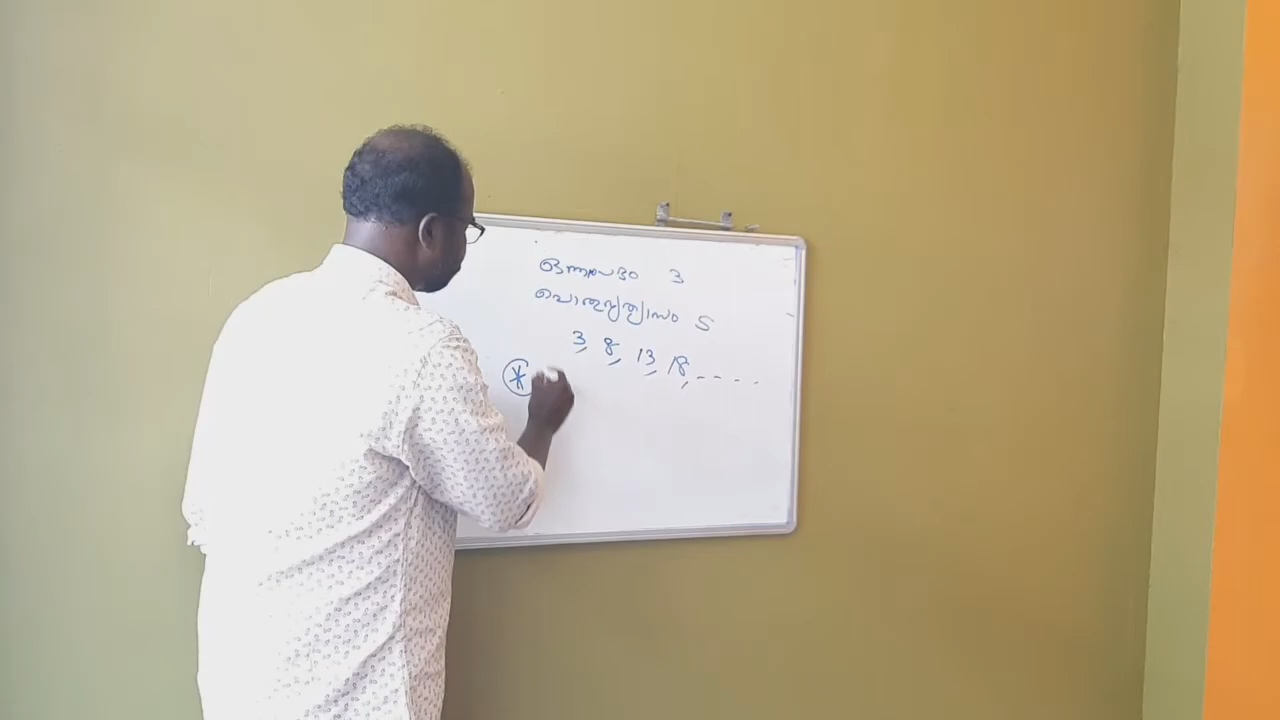 ഒന്നാംപദം 3
പൊതുവ്യത്യാസം 5
3, 8, 13, 18, - - - -
*